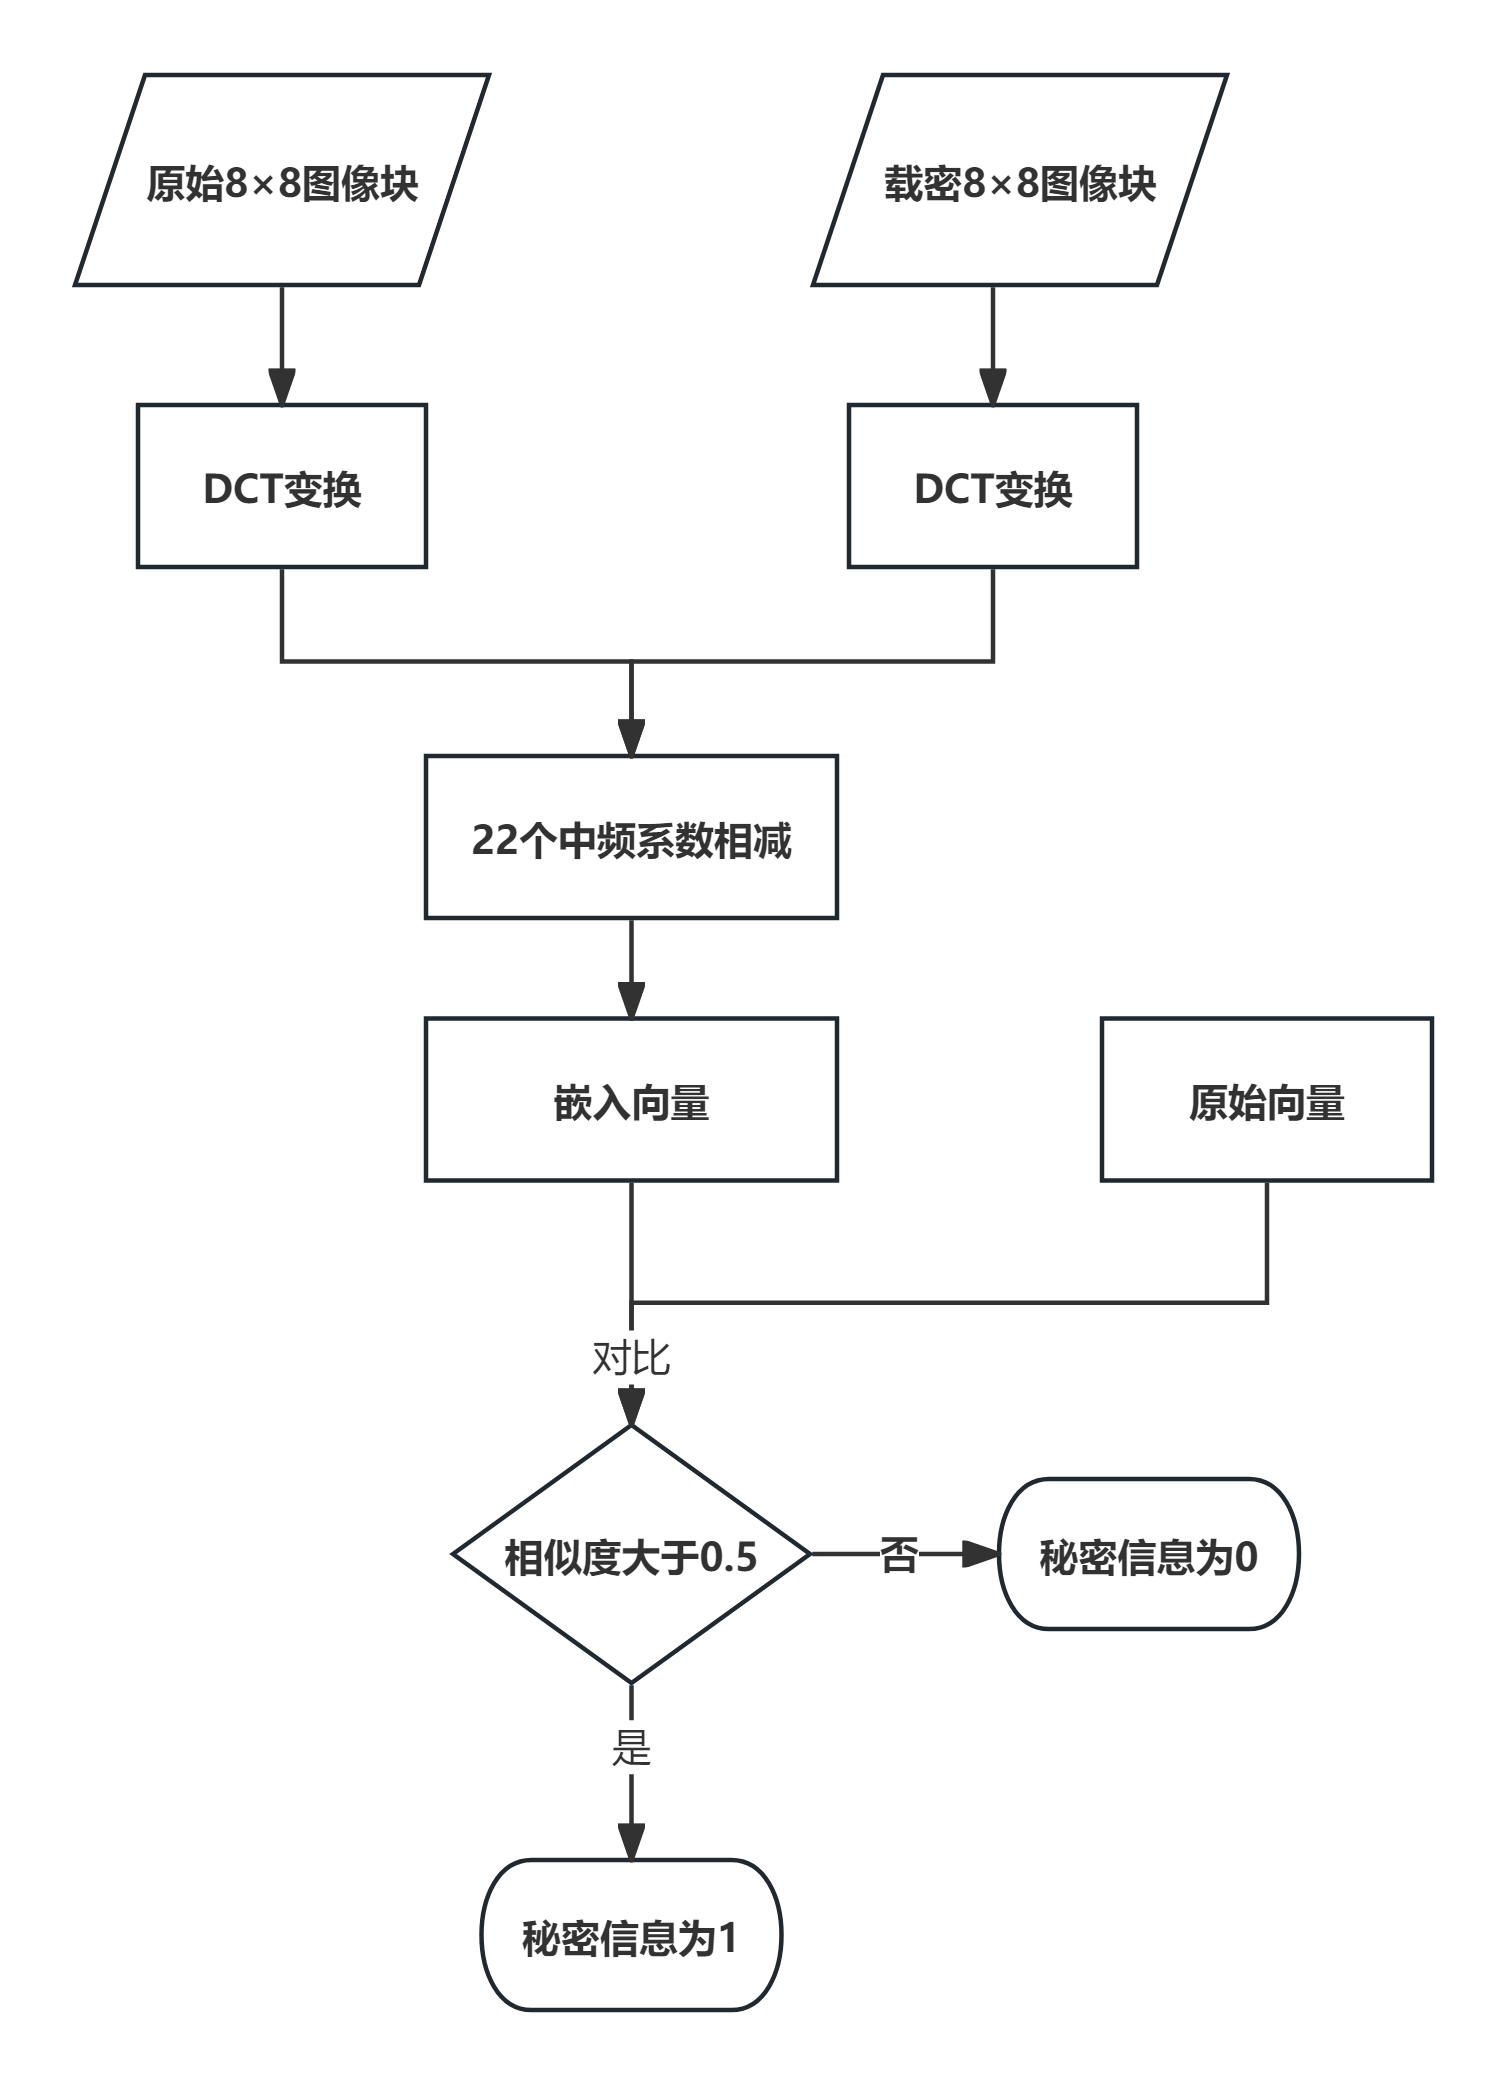 原始8×8图像块
载密8×8图像块
DCT变换
DCT变换
22个中频系数相减
嵌入向量
原始向量
对比
相似度大于0.5
否
秘密信息为0
是
秘密信息为1